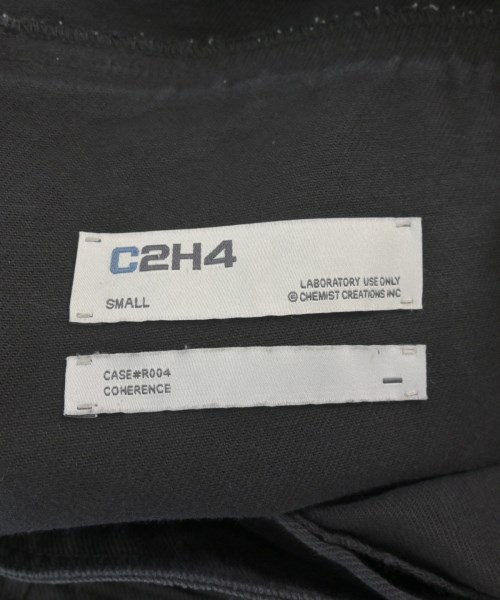 C2H4
SMALL
LABORATORY USE ONLY
© CHEMIST CREATIONS INC
CASE#R004
COHERENCE